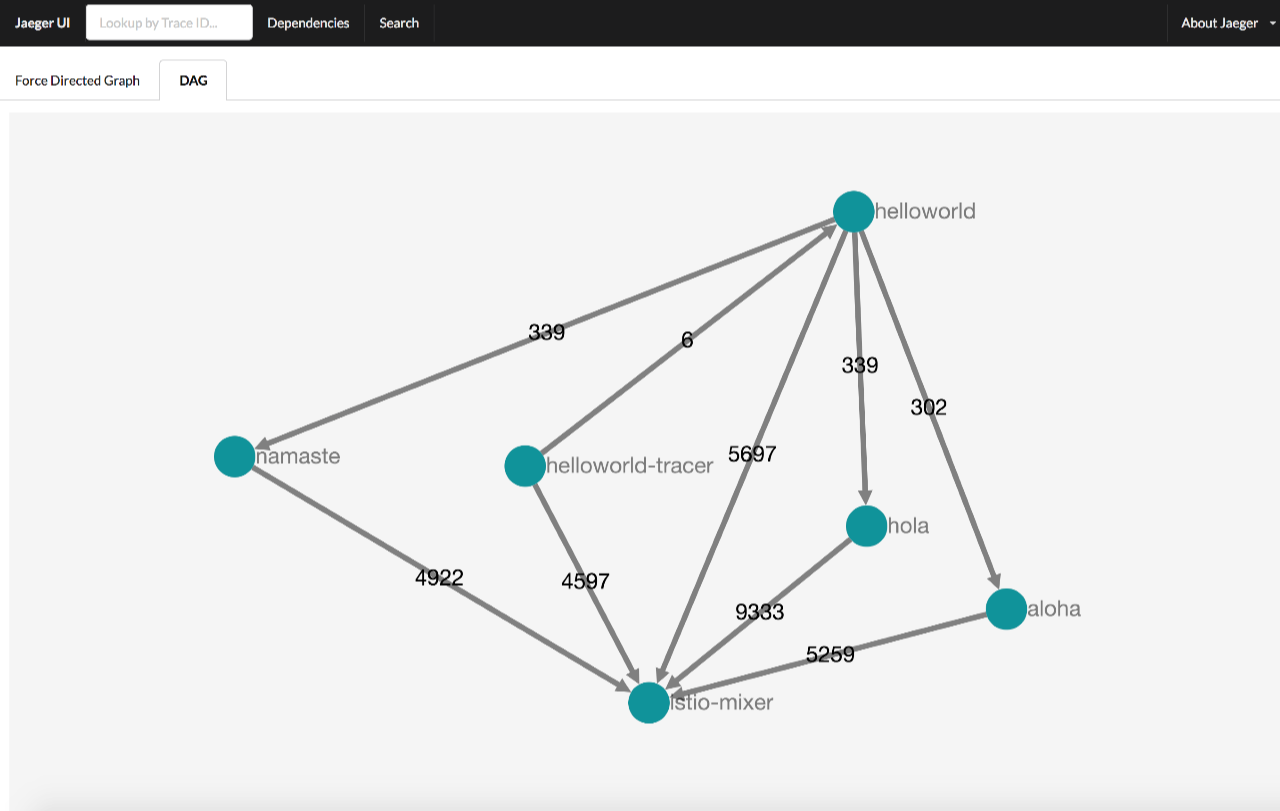 Jaeger UI Lookup by Trace ID... Dependencies Search About Jaeger
Force Directed Graph DAG
helloworld
339
6
339
302
namaste
helloworld-tracer
5697
hola
4922
4597
9333
aloha
5259
istio-mixer